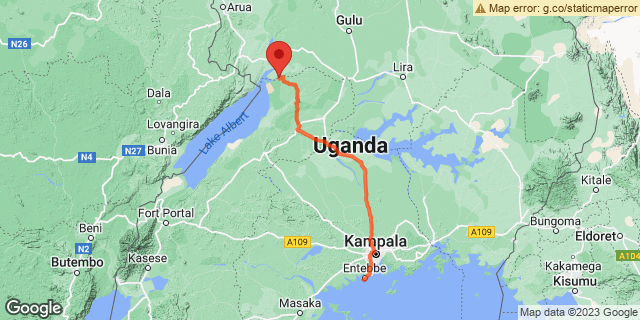 Arua
Gulu
Map error: g.co/staticmaperror
N26
Lira
Dala
Lake Albert
Lovangira
N27
Bunia
N4
Uganda
Kitale
Beni
Fort Portal
Bungoma
N2
A109
A109
Eldoret
Butembo
Kasese
Kampala
Entebbe
Kakamega
A104
Kisumu
Masaka
Google
Map data ©2023 Google